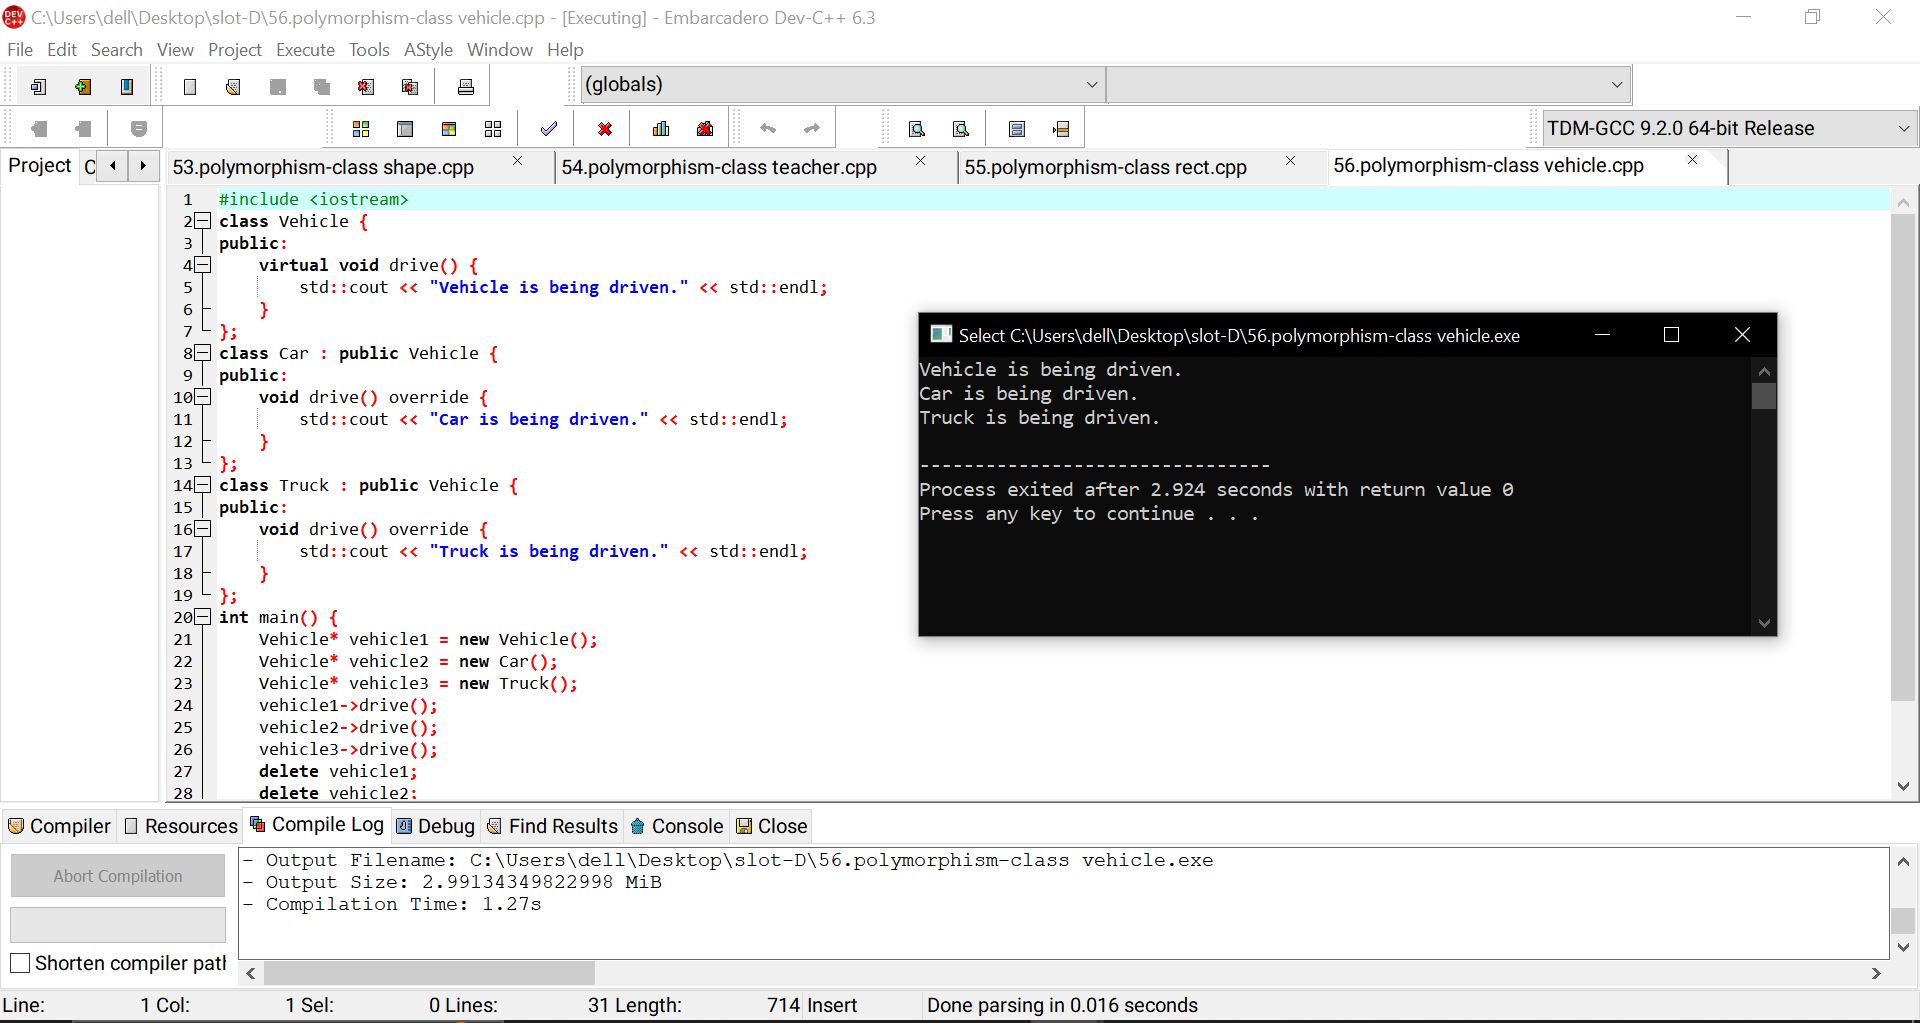 C:\Users\dell\Desktop\slot-D\56.polymorphism-class vehicle.cpp - [Executing] - Embarcadero Dev-C++ 6.3
File Edit Search View Project Execute Tools AStyle Window Help
(globals)
TDM-GCC 9.2.0 64-bit Release
Project
53.polymorphism-class shape.cpp
54.polymorphism-class teacher.cpp
55.polymorphism-class rect.cpp
56.polymorphism-class vehicle.cpp
1 #include <iostream>
2 class Vehicle {
3 public:
4     virtual void drive() {
5         std::cout << "Vehicle is being driven." << std::endl;
6     }
7 };
8 class Car : public Vehicle {
9 public:
10     void drive() override {
11         std::cout << "Car is being driven." << std::endl;
12     }
13 };
14 class Truck : public Vehicle {
15 public:
16     void drive() override {
17         std::cout << "Truck is being driven." << std::endl;
18     }
19 };
20 int main() {
21     Vehicle* vehicle1 = new Vehicle();
22     Vehicle* vehicle2 = new Car();
23     Vehicle* vehicle3 = new Truck();
24     vehicle1->drive();
25     vehicle2->drive();
26     vehicle3->drive();
27     delete vehicle1;
28     delete vehicle2;
Select C:\Users\dell\Desktop\slot-D\56.polymorphism-class vehicle.exe
Vehicle is being driven.
Car is being driven.
Truck is being driven.
--------------------------------
Process exited after 2.924 seconds with return value 0
Press any key to continue . . .
Compiler Resources Compile Log Debug Find Results Console Close
Abort Compilation
Shorten compiler path
- Output Filename: C:\Users\dell\Desktop\slot-D\56.polymorphism-class vehicle.exe
- Output Size: 2.99134349822998 MiB
- Compilation Time: 1.27s
Line: 1 Col: 1 Sel: 0 Lines: 31 Length: 714 Insert Done parsing in 0.016 seconds